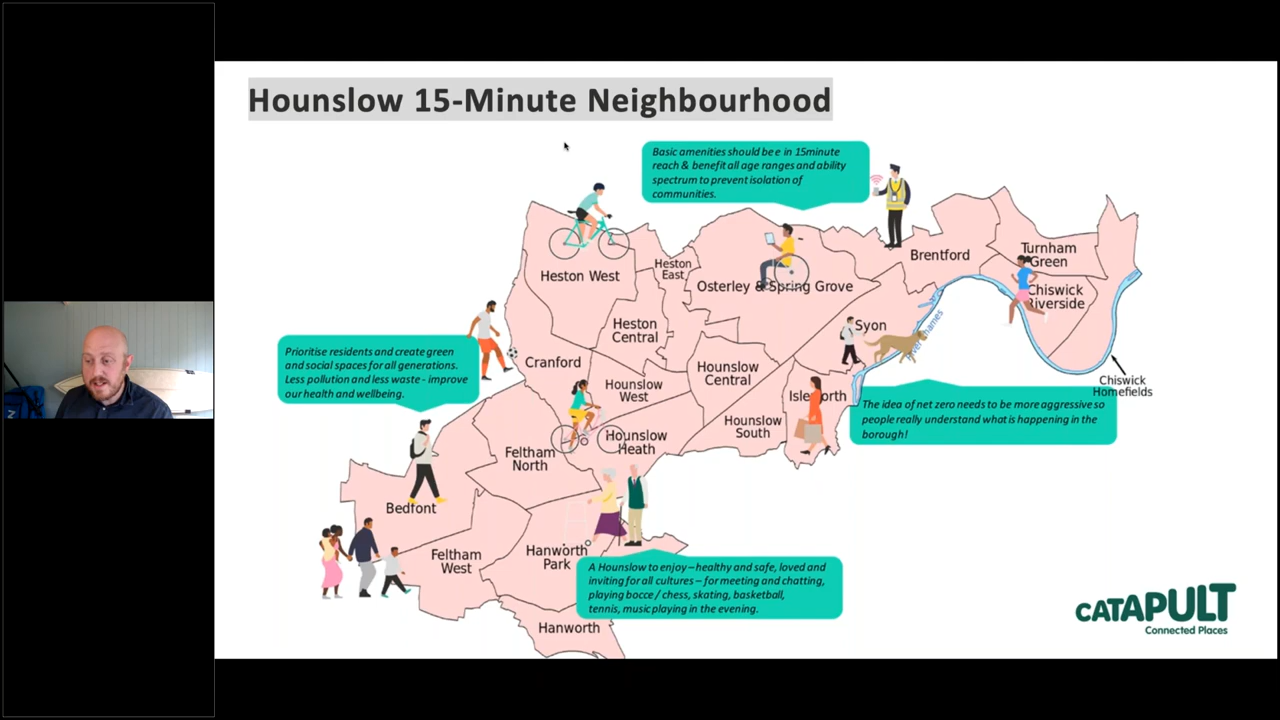 Hounslow 15-Minute Neighbourhood
Basic amenities should be e in 15minute
reach & benefit all age ranges and ability
spectrum to prevent isolation of
communities.
Heston West
Heston
East
Osterley & Spring Grove
Brentford
Turnham
Green
Chiswick
Riverside
Heston
Central
Syon
Thames
Cranford
Prioritise residents and create green
and social spaces for all generations.
Less pollution and less waste - improve
our health and wellbeing.
Hounslow
West
Hounslow
Central
Isleworth
Chiswick
Homefields
The idea of net zero needs to be more aggressive so
people really understand what is happening in the
borough!
Hounslow
South
Hounslow
Heath
Feltham
North
Bedfont
Feltham
West
Hanworth
Park
A Hounslow to enjoy – healthy and safe, loved and
inviting for all cultures – for meeting and chatting,
playing bocce / chess, skating, basketball,
tennis, music playing in the evening.
Hanworth
CATAPULT
Connected Places